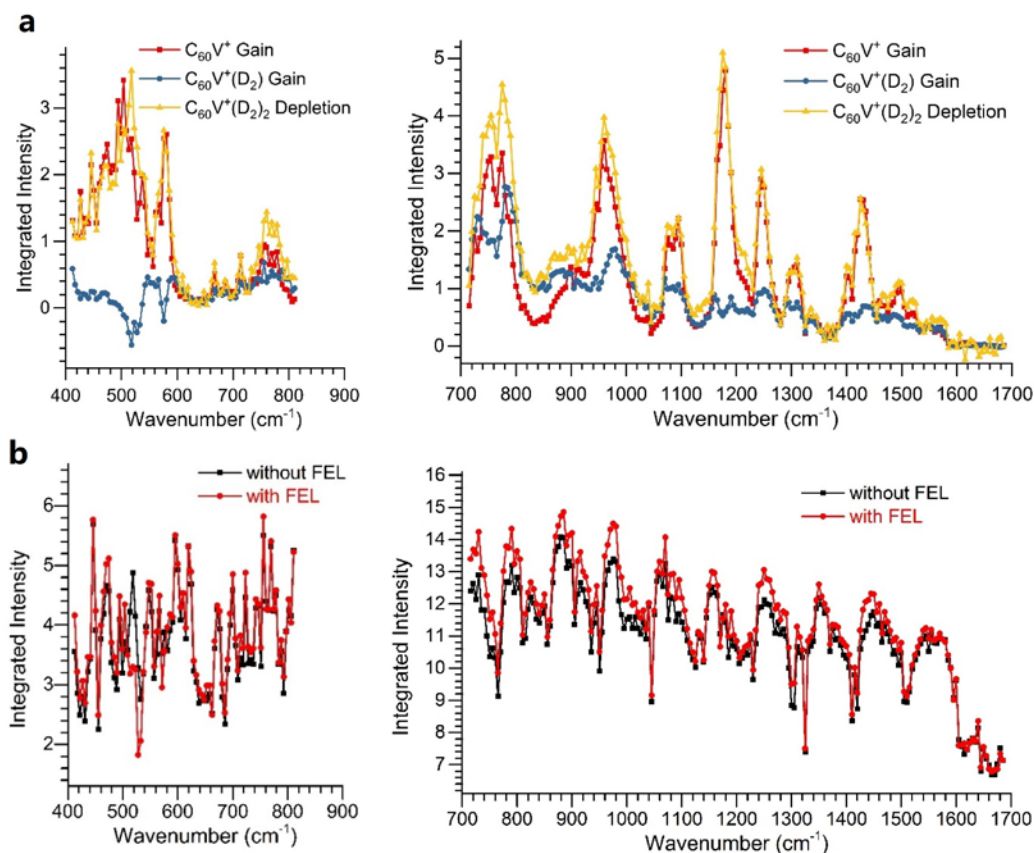 a
C₆₀V⁺ Gain
C₆₀V⁺(D₂) Gain
C₆₀V⁺(D₂)₂ Depletion
Integrated Intensity
3
2
1
0
400 500 600 700 800 900
Wavenumber (cm⁻¹)
C₆₀V⁺ Gain
C₆₀V⁺(D₂) Gain
C₆₀V⁺(D₂)₂ Depletion
Integrated Intensity
5
4
3
2
1
0
700 800 900 1000 1100 1200 1300 1400 1500 1600 1700
Wavenumber (cm⁻¹)
b
without FEL
with FEL
Integrated Intensity
6
5
4
3
2
400 500 600 700 800 900
Wavenumber (cm⁻¹)
without FEL
with FEL
Integrated Intensity
16
15
14
13
12
11
10
9
8
7
700 800 900 1000 1100 1200 1300 1400 1500 1600 1700
Wavenumber (cm⁻¹)